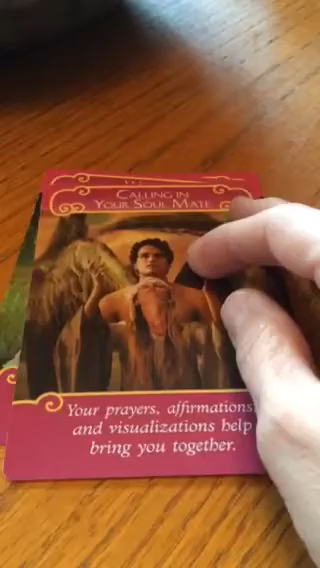 CALLING IN
YOUR SOUL MATE
Your prayers, affirmations
and visualizations help
bring you together.